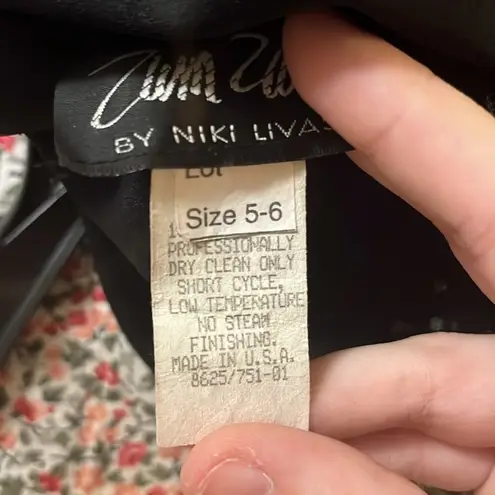 BY NIKI LIVAS
Lot
Size 5-6
PROFESSIONALLY
DRY CLEAN ONLY
SHORT CYCLE,
LOW TEMPERATURE
NO STEAM
FINISHING.
MADE IN U.S.A.
8625/751-01